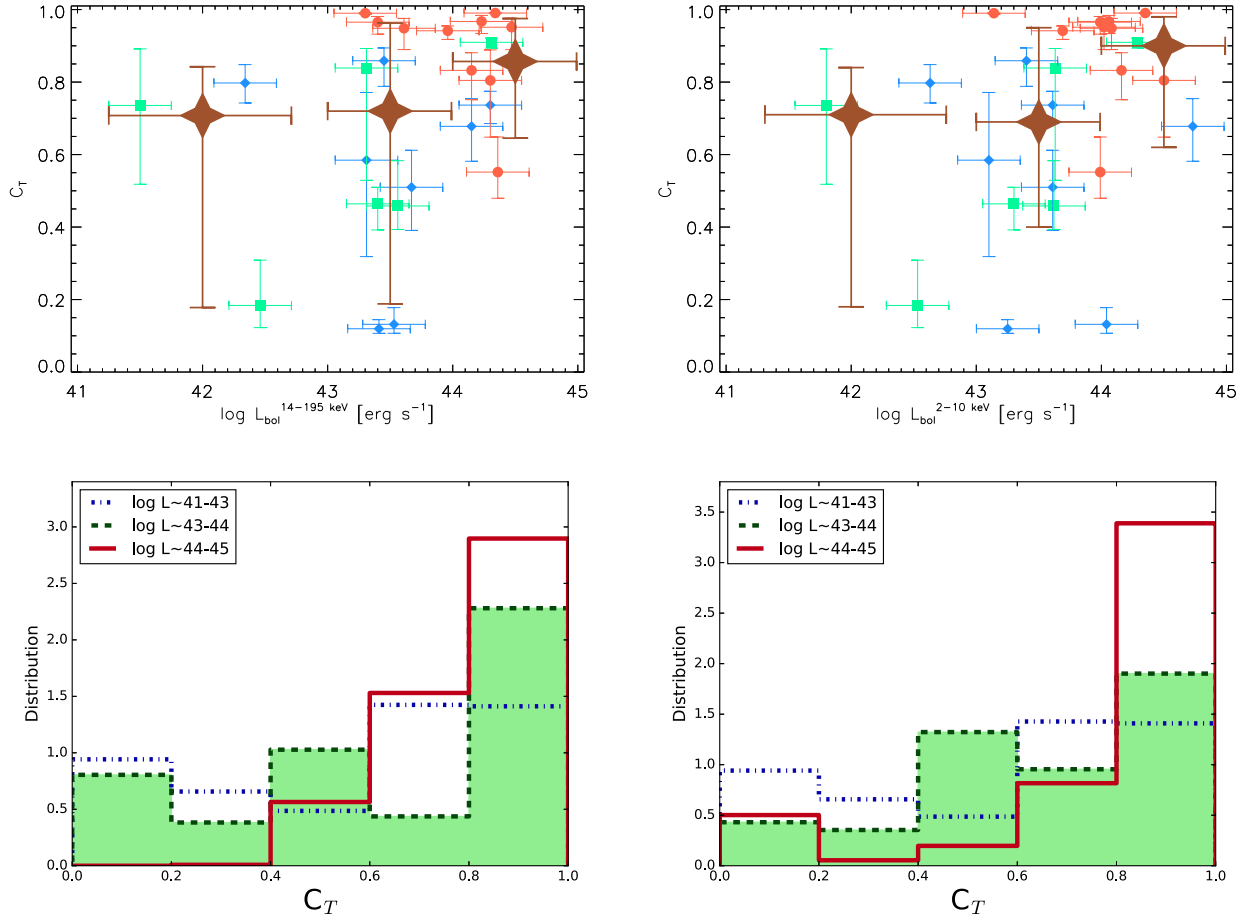 1.0
0.8
0.6
0.4
0.2
0.0
C_T
41 42 43 44 45
log L_bol^14−195 keV [erg s^−1]
1.0
0.8
0.6
0.4
0.2
0.0
C_T
41 42 43 44 45
log L_bol^2−10 keV [erg s^−1]
log L~41-43
log L~43-44
log L~44-45
3.0
2.5
2.0
1.5
1.0
0.5
0.0
Distribution
0.0 0.2 0.4 0.6 0.8 1.0
C_T
log L~41-43
log L~43-44
log L~44-45
3.5
3.0
2.5
2.0
1.5
1.0
0.5
0.0
Distribution
0.0 0.2 0.4 0.6 0.8 1.0
C_T